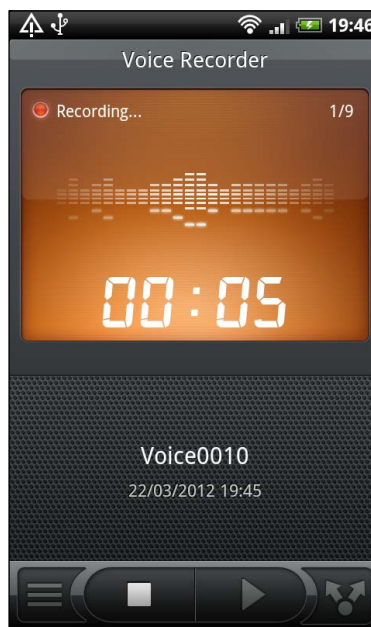 19:46
Voice Recorder
Recording... 1/9
00:05
Voice0010
22/03/2012 19:45